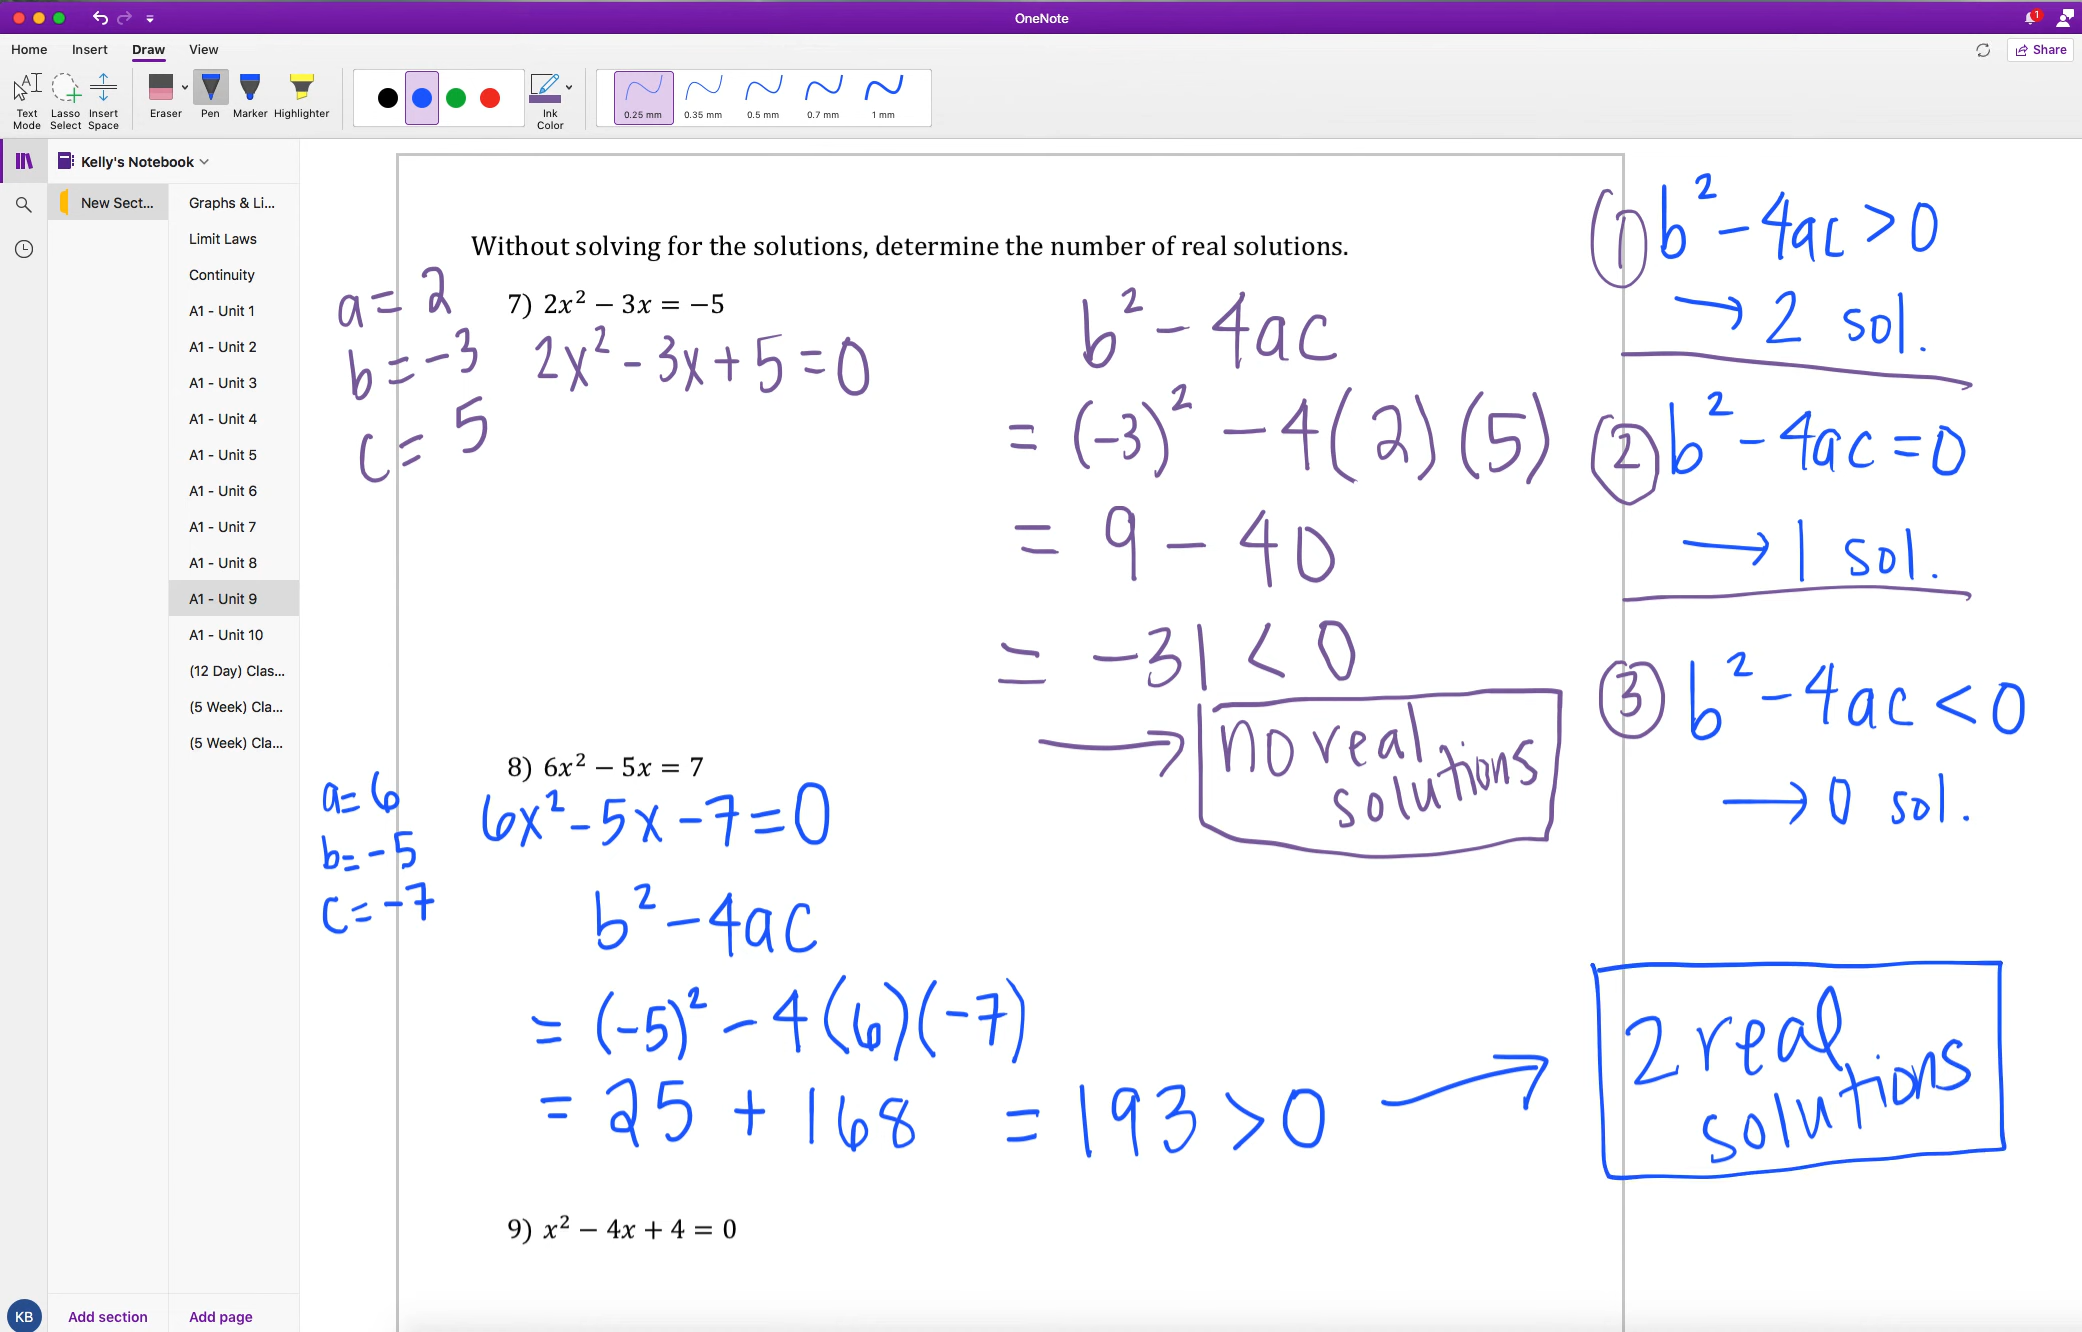 OneNote
1
Home Insert Draw View
Share
Text Mode
Lasso Select
Insert Space
Eraser
Pen
Marker
Highlighter
Ink Color
0.25 mm
0.35 mm
0.5 mm
0.7 mm
1 mm
Kelly's Notebook
New Sect...
Graphs & Li...
Limit Laws
Continuity
A1 - Unit 1
A1 - Unit 2
A1 - Unit 3
A1 - Unit 4
A1 - Unit 5
A1 - Unit 6
A1 - Unit 7
A1 - Unit 8
A1 - Unit 9
A1 - Unit 10
(12 Day) Clas...
(5 Week) Cla...
(5 Week) Cla...
KB
Add section
Add page
Without solving for the solutions, determine the number of real solutions.
7) 2x² − 3x = −5
a = 2
b = -3
c = 5
2x² - 3x + 5 = 0
b² - 4ac
= (-3)² - 4(2)(5)
= 9 - 40
= -31 < 0
→ no real
solutions
8) 6x² − 5x = 7
a = 6
b = -5
c = -7
6x² - 5x - 7 = 0
b² - 4ac
= (-5)² - 4(6)(-7)
= 25 + 168 = 193 > 0 →
2 real
solutions
9) x² − 4x + 4 = 0
① b² - 4ac > 0
→ 2 sol.
② b² - 4ac = 0
→ 1 sol.
③ b² - 4ac < 0
→ 0 sol.